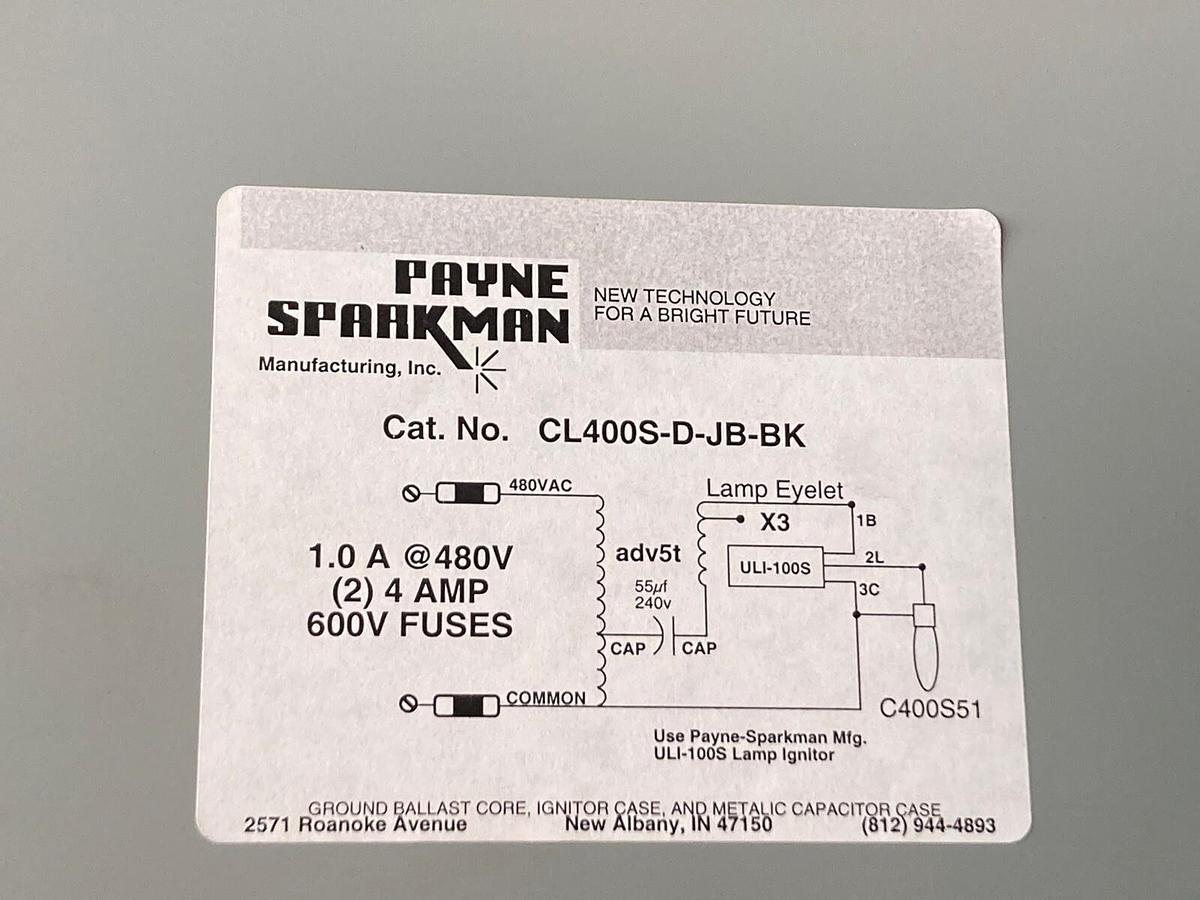 PAYNE
SPARKMAN
Manufacturing, Inc.
NEW TECHNOLOGY
FOR A BRIGHT FUTURE
Cat. No. CL400S-D-JB-BK
480VAC
Lamp Eyelet
X3
1B
1.0 A @480V
(2) 4 AMP
600V FUSES
adv5t
55µf
240v
ULI-100S
2L
3C
CAP
CAP
COMMON
C400S51
Use Payne-Sparkman Mfg.
ULI-100S Lamp Ignitor
GROUND BALLAST CORE, IGNITOR CASE, AND METALIC CAPACITOR CASE
2571 Roanoke Avenue New Albany, IN 47150 (812) 944-4893